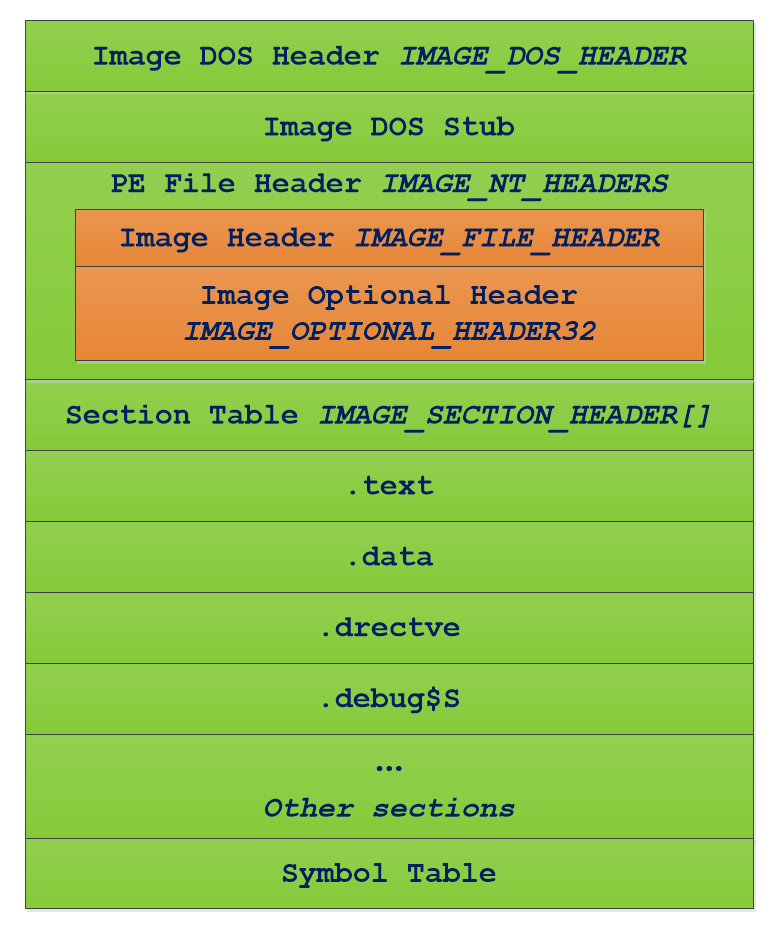 Image DOS Header IMAGE_DOS_HEADER
Image DOS Stub
PE File Header IMAGE_NT_HEADERS
Image Header IMAGE_FILE_HEADER
Image Optional Header
IMAGE_OPTIONAL_HEADER32
Section Table IMAGE_SECTION_HEADER[]
.text
.data
.drectve
.debug$S
…
Other sections
Symbol Table